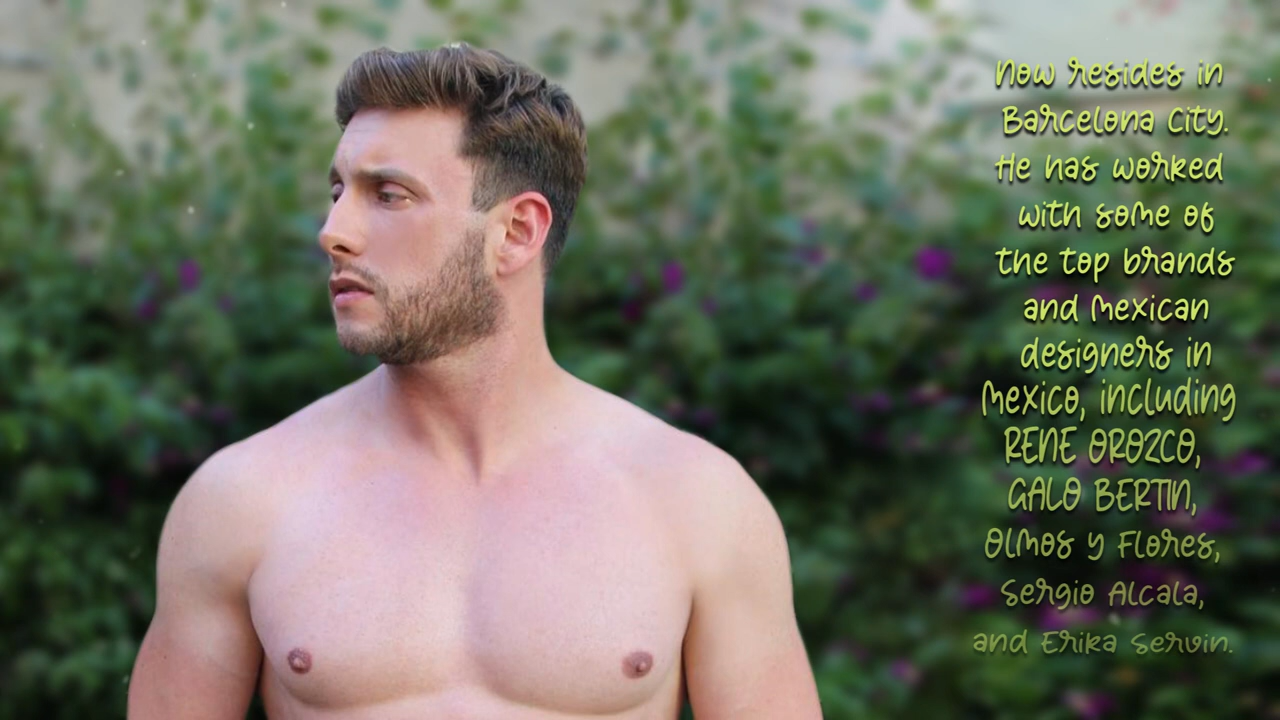 Now resides in
Barcelona City.
He has worked
with some of
the top brands
and Mexican
designers in
Mexico, including
RENE OROZCO,
GALO BERTIN,
Olmos y Flores,
Sergio Alcala,
and Erika Servin.